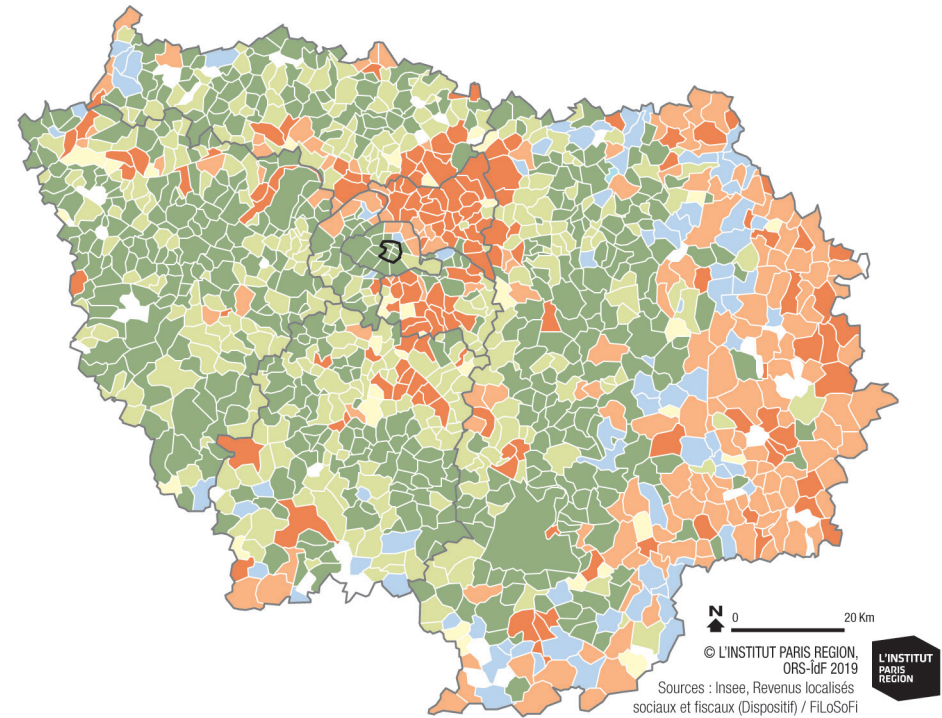 N
0 20 Km
© L'INSTITUT PARIS REGION,
ORS-ÎdF 2019
Sources : Insee, Revenus localisés
sociaux et fiscaux (Dispositif) / FiLoSoFi
L'INSTITUT
PARIS
REGION